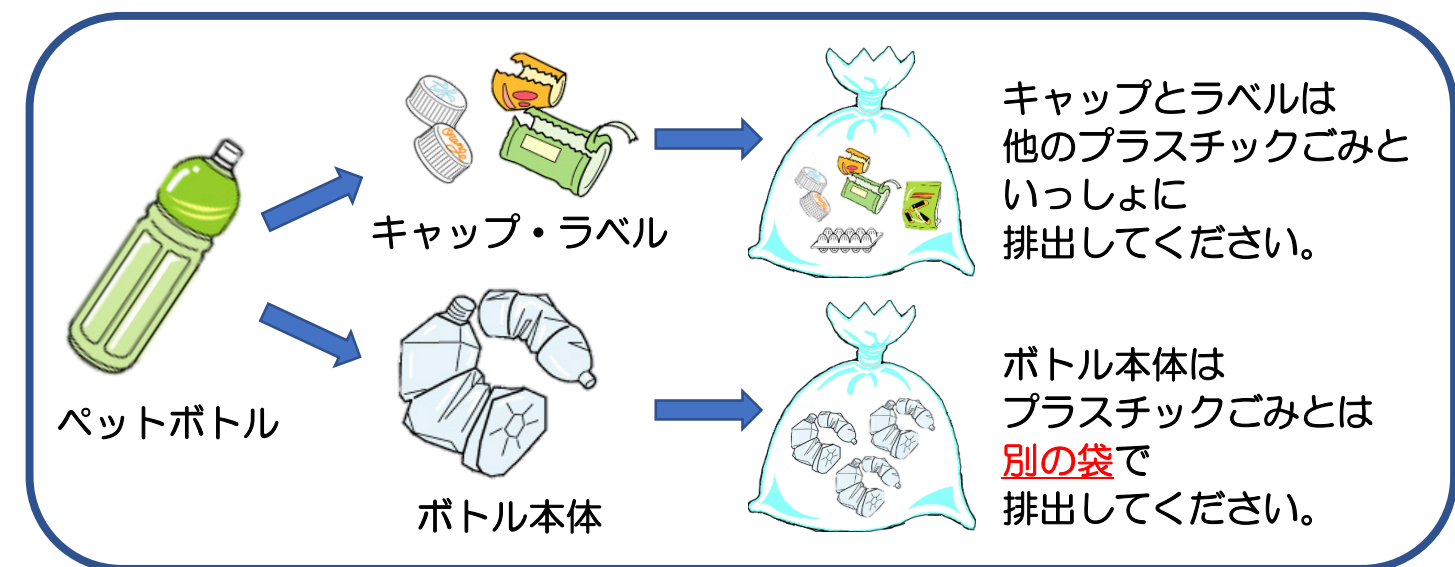 ペットボトル
キャップ・ラベル
キャップとラベルは
他のプラスチックごみと
いっしょに
排出してください。
ボトル本体
ボトル本体は
プラスチックごみとは
別の袋で
排出してください。